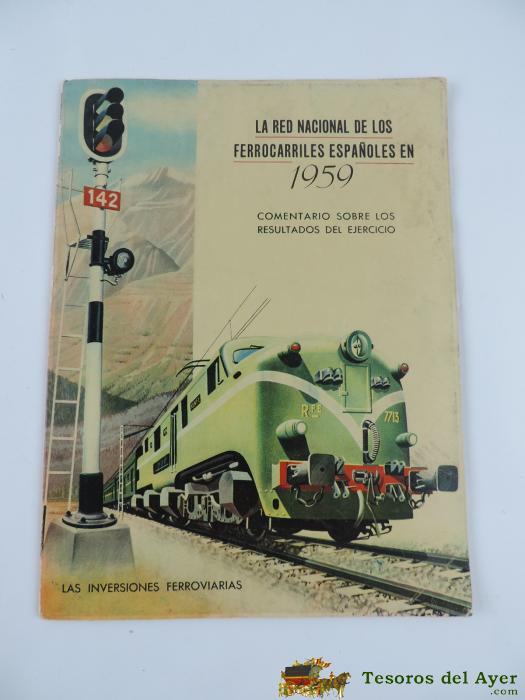 LA RED NACIONAL DE LOS
FERROCARRILES ESPAÑOLES EN
1959
COMENTARIO SOBRE LOS
RESULTADOS DEL EJERCICIO
142
7713
LAS INVERSIONES FERROVIARIAS
Tesoros del Ayer
.com